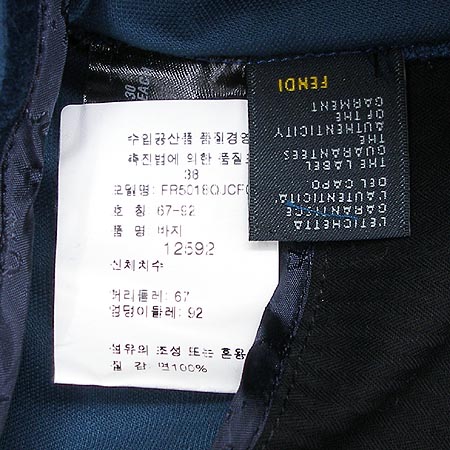 수입공산품 품질경영
촉진법에 의한 품질표
38
모델명: FR5018QJCF
호 칭 67-92
품 명 바지
12592
신체치수
허리둘레: 67
엉덩이둘레: 92
섬유의 조성 또는 혼용
질 감 면100%
L'ETICHETTA
GARANTISCE
L'AUTENTICITA'
DEL CAPO
THE LABEL
GUARANTEES
THE
AUTHENTICITY
OF THE
GARMENT
FENDI